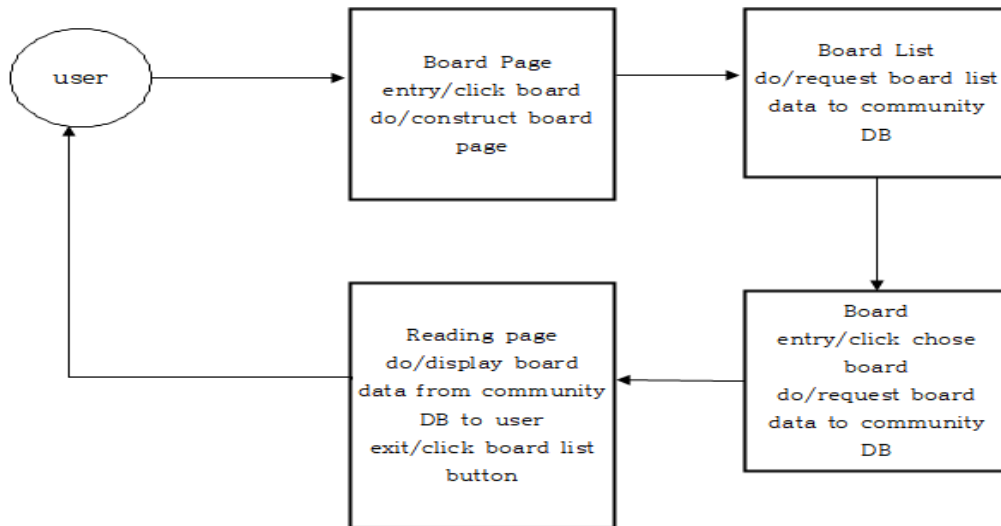 user
Board Page
entry/click board
do/construct board
page
Board List
do/request board list
data to community
DB
Board
entry/click chose
board
do/request board
data to community
DB
Reading page
do/display board
data from community
DB to user
exit/click board list
button